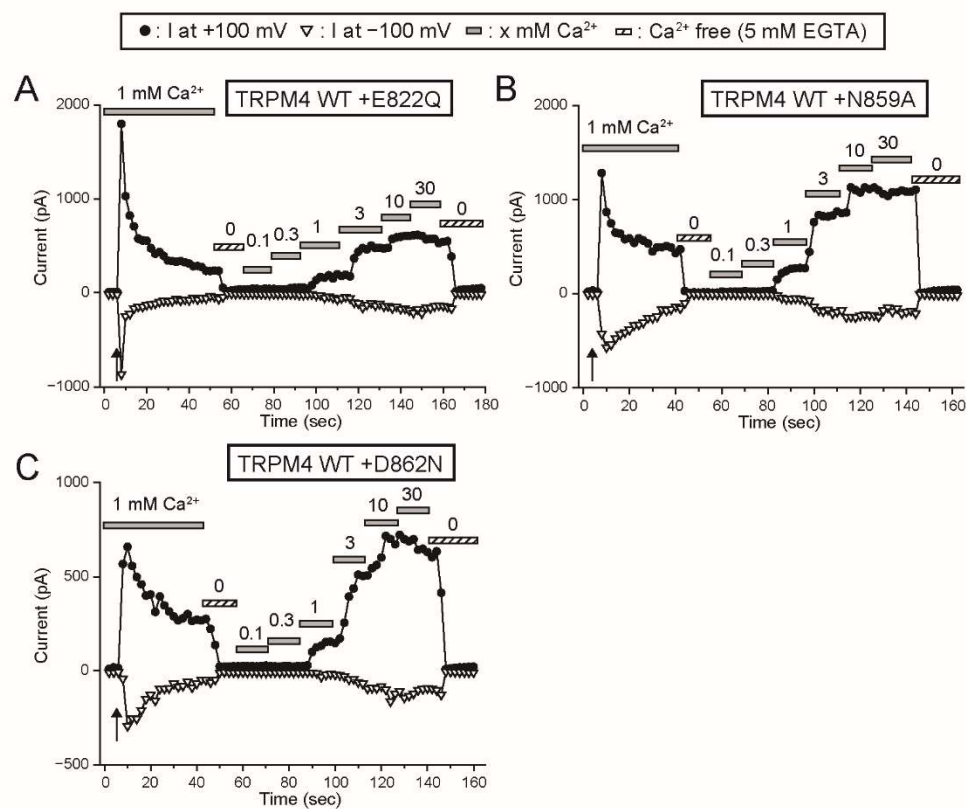 ● : I at +100 mV ▽ : I at −100 mV : x mM Ca²⁺ : Ca²⁺ free (5 mM EGTA)
A
TRPM4 WT +E822Q
1 mM Ca²⁺
0
0.1
0.3
1
3
10
30
0
Current (pA)
2000
1000
0
−1000
0 20 40 60 80 100 120 140 160 180
Time (sec)
B
TRPM4 WT +N859A
1 mM Ca²⁺
0
0.1
0.3
1
3
10
30
0
Current (pA)
2000
1000
0
−1000
0 20 40 60 80 100 120 140 160
Time (sec)
C
TRPM4 WT +D862N
1 mM Ca²⁺
0
0.1
0.3
1
3
10
30
0
Current (pA)
1000
500
0
−500
0 20 40 60 80 100 120 140 160
Time (sec)